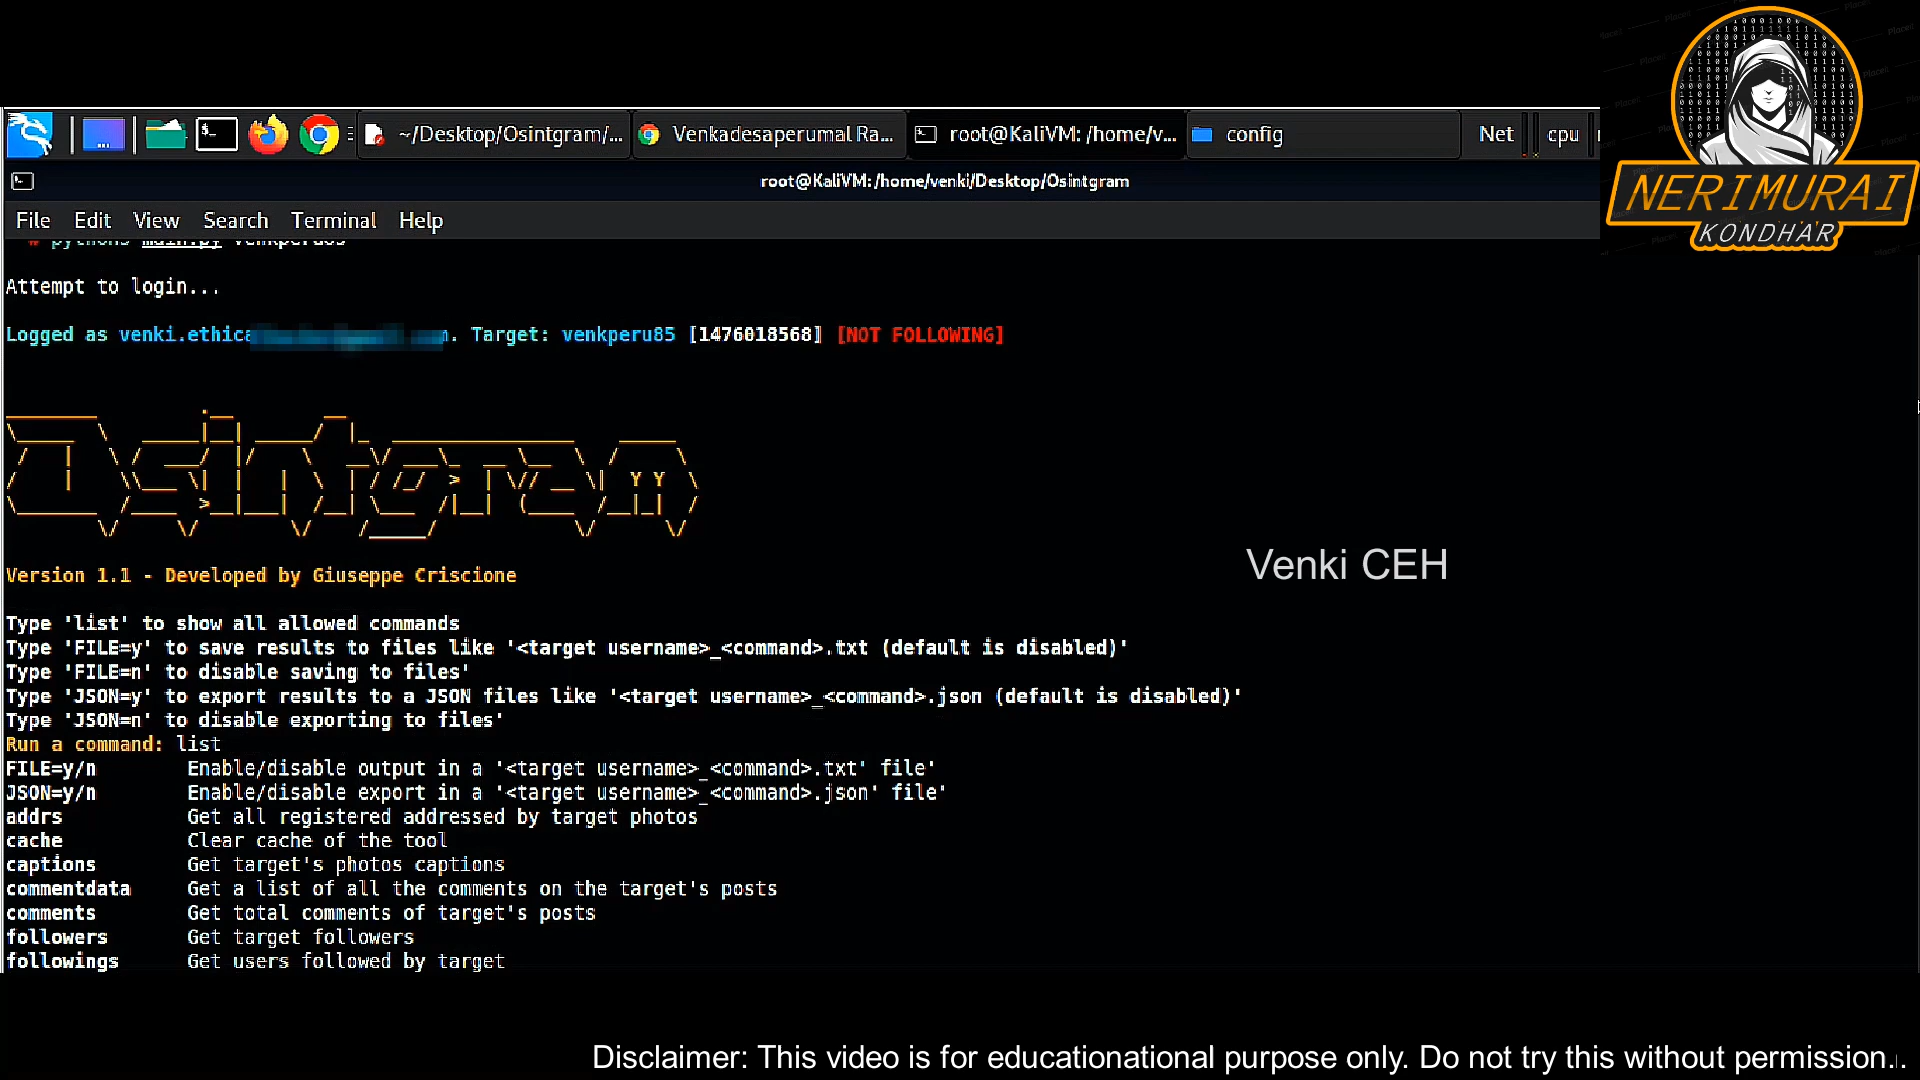 NERIMURAI
KONDHAR
~/Desktop/Osintgram/...
Venkadesaperumal Ra...
root@KaliVM: /home/v...
config
Net
cpu
root@KaliVM:/home/venki/Desktop/Osintgram
File Edit View Search Terminal Help
# python3 main.py venkperu85
Attempt to login...
Logged as venki.ethica . Target: venkperu85 [1476018568] [NOT FOLLOWING]
Osintgram
Version 1.1 - Developed by Giuseppe Criscione
Venki CEH
Type 'list' to show all allowed commands
Type 'FILE=y' to save results to files like '<target username>_<command>.txt (default is disabled)'
Type 'FILE=n' to disable saving to files'
Type 'JSON=y' to export results to a JSON files like '<target username>_<command>.json (default is disabled)'
Type 'JSON=n' to disable exporting to files'
Run a command: list
FILE=y/n Enable/disable output in a '<target username>_<command>.txt' file'
JSON=y/n Enable/disable export in a '<target username>_<command>.json' file'
addrs Get all registered addressed by target photos
cache Clear cache of the tool
captions Get target's photos captions
commentdata Get a list of all the comments on the target's posts
comments Get total comments of target's posts
followers Get target followers
followings Get users followed by target
Disclaimer: This video is for educationational purpose only. Do not try this without permission..